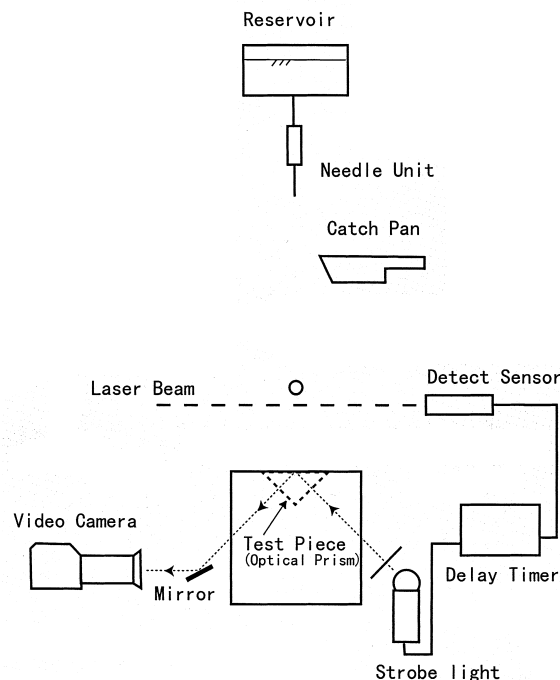 Reservoir
Needle Unit
Catch Pan
Laser Beam
Detect Sensor
Video Camera
Test Piece
(Optical Prism)
Delay Timer
Mirror
Strobe light